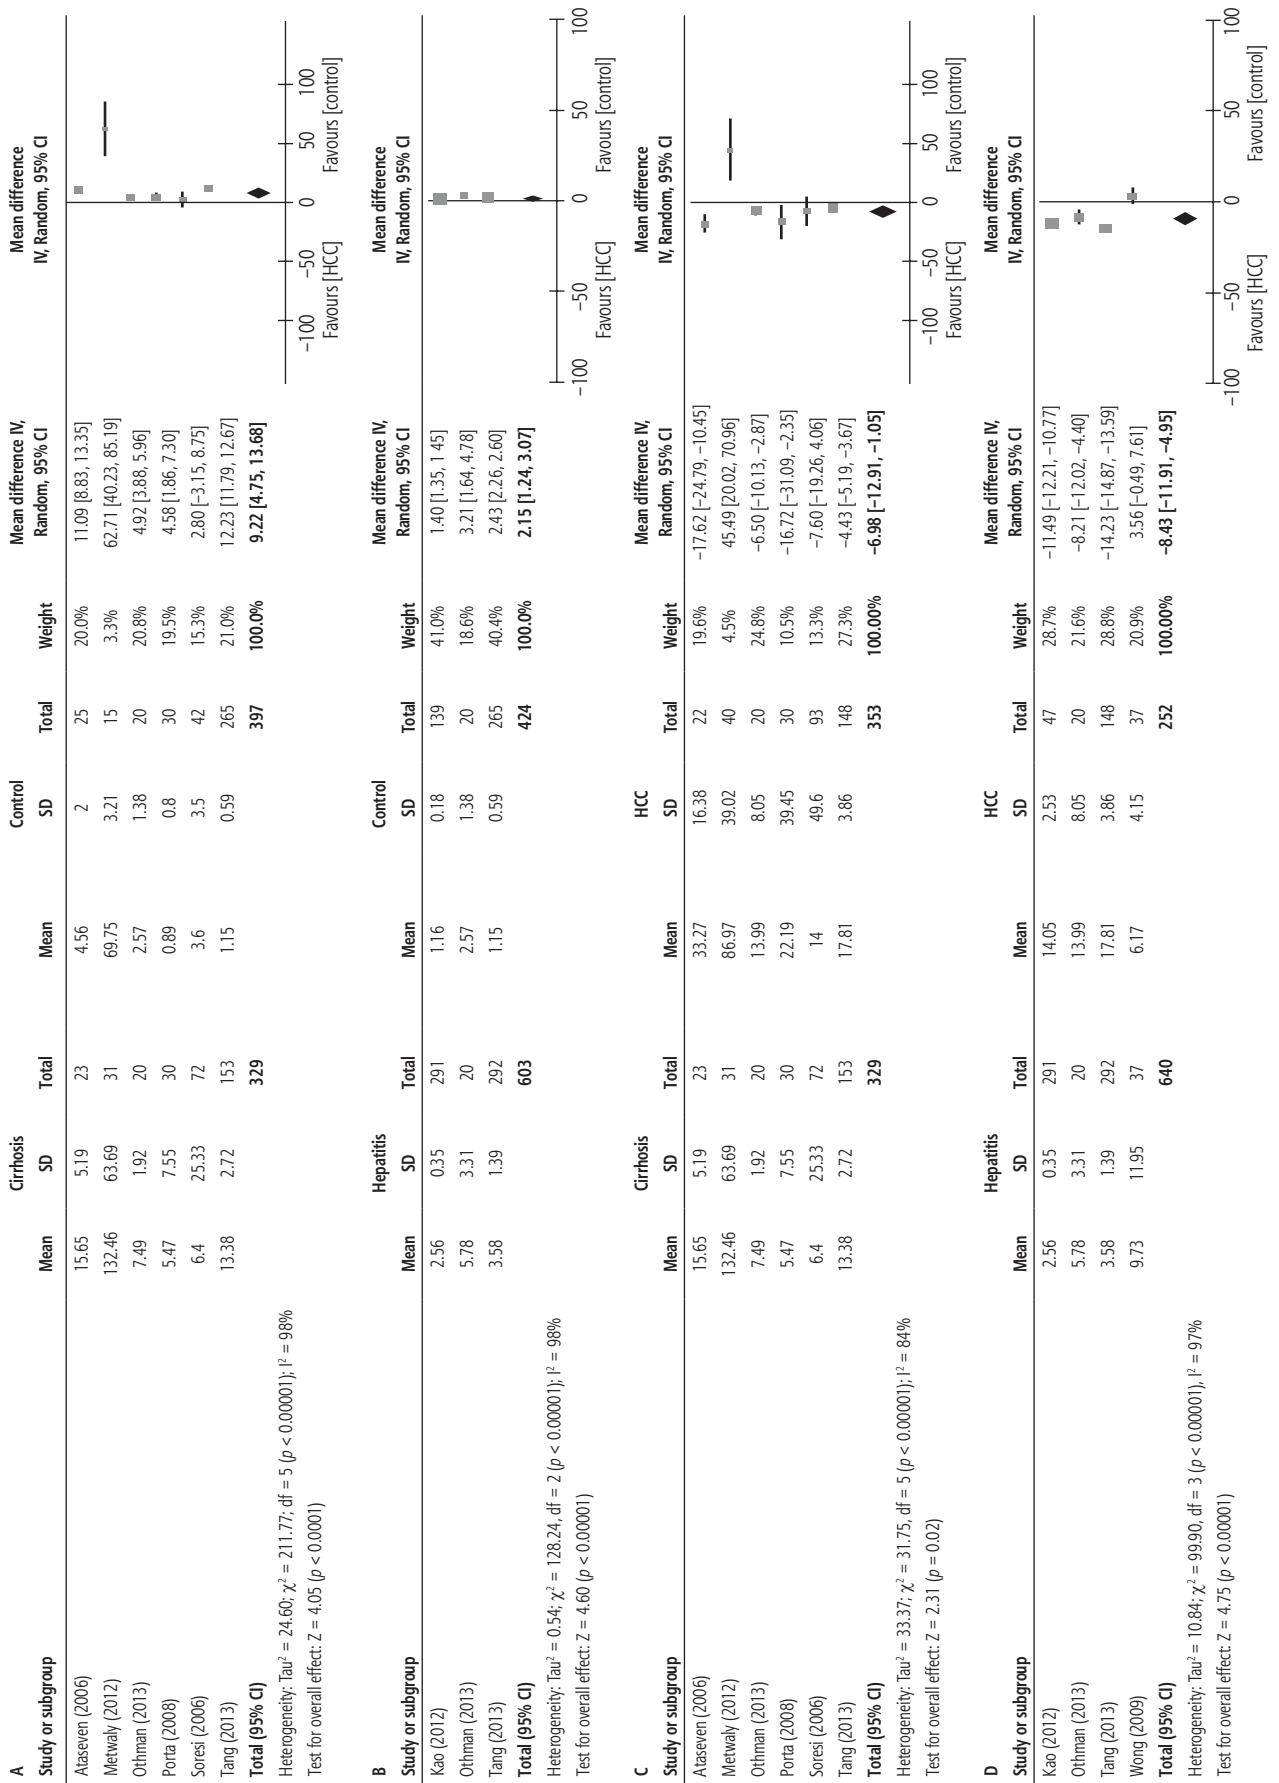 A
Cirrhosis Control Mean difference IV, Mean difference
Study or subgroup Mean SD Total Mean SD Total Weight Random, 95% CI IV, Random, 95% CI
Ataseven (2006) 15.65 5.19 23 4.56 2 25 20.0% 11.09 [8.83, 13.35]
Metwaly (2012) 132.46 63.69 31 69.75 3.21 15 3.3% 62.71 [40.23, 85.19]
Othman (2013) 7.49 1.92 20 2.57 1.38 20 20.8% 4.92 [3.88, 5.96]
Porta (2008) 5.47 7.55 30 0.89 0.8 30 19.5% 4.58 [1.86, 7.30]
Soresi (2006) 6.4 25.33 72 3.6 3.5 42 15.3% 2.80 [−3.15, 8.75]
Tang (2013) 13.38 2.72 153 1.15 0.59 265 21.0% 12.23 [11.79, 12.67]
Total (95% CI) 329 397 100.0% 9.22 [4.75, 13.68]
Heterogeneity: Tau² = 24.60; χ² = 211.77; df = 5 (p < 0.00001); I² = 98%
Test for overall effect: Z = 4.05 (p < 0.0001)
−100 −50 0 50 100
Favours [HCC] Favours [control]
B
Hepatitis Control Mean difference IV, Mean difference
Study or subgroup Mean SD Total Mean SD Total Weight Random, 95% CI IV, Random, 95% CI
Kao (2012) 2.56 0.35 291 1.16 0.18 139 41.0% 1.40 [1.35, 1 45]
Othman (2013) 5.78 3.31 20 2.57 1.38 20 18.6% 3.21 [1.64, 4.78]
Tang (2013) 3.58 1.39 292 1.15 0.59 265 40.4% 2.43 [2.26, 2.60]
Total (95% CI) 603 424 100.0% 2.15 [1.24, 3.07]
Heterogeneity: Tau² = 0.54; χ² = 128.24, df = 2 (p < 0.00001); I² = 98%
Test for overall effect: Z = 4.60 (p < 0.00001)
−100 −50 0 50 100
Favours [HCC] Favours [control]
C
Cirrhosis HCC Mean difference IV, Mean difference
Study or subgroup Mean SD Total Mean SD Total Weight Random, 95% CI IV, Random, 95% CI
Ataseven (2006) 15.65 5.19 23 33.27 16.38 22 19.6% −17.62 [−24.79, −10.45]
Metwaly (2012) 132.46 63.69 31 86.97 39.02 40 4.5% 45.49 [20.02, 70.96]
Othman (2013) 7.49 1.92 20 13.99 8.05 20 24.8% −6.50 [−10.13, −2.87]
Porta (2008) 5.47 7.55 30 22.19 39.45 30 10.5% −16.72 [−31.09, −2.35]
Soresi (2006) 6.4 25.33 72 14 49.6 93 13.3% −7.60 [−19.26, 4.06]
Tang (2013) 13.38 2.72 153 17.81 3.86 148 27.3% −4.43 [−5.19, −3.67]
Total (95% CI) 329 353 100.00% −6.98 [−12.91, −1.05]
Heterogeneity: Tau² = 33.37; χ² = 31.75, df = 5 (p < 0.00001); I² = 84%
Test for overall effect: Z = 2.31 (p = 0.02)
−100 −50 0 50 100
Favours [HCC] Favours [control]
D
Hepatitis HCC Mean difference IV, Mean difference
Study or subgroup Mean SD Total Mean SD Total Weight Random, 95% CI IV, Random, 95% CI
Kao (2012) 2.56 0.35 291 14.05 2.53 47 28.7% −11.49 [−12.21, −10.77]
Othman (2013) 5.78 3.31 20 13.99 8.05 20 21.6% −8.21 [−12.02, −4.40]
Tang (2013) 3.58 1.39 292 17.81 3.86 148 28.8% −14.23 [−14.87, −13.59]
Wong (2009) 9.73 11.95 37 6.17 4.15 37 20.9% 3.56 [−0.49, 7.61]
Total (95% CI) 640 252 100.00% −8.43 [−11.91, −4.95]
Heterogeneity: Tau² = 10.84; χ² = 99.90, df = 3 (p < 0.00001), I² = 97%
Test for overall effect: Z = 4.75 (p < 0.00001)
−100 −50 0 50 100
Favours [HCC] Favours [control]